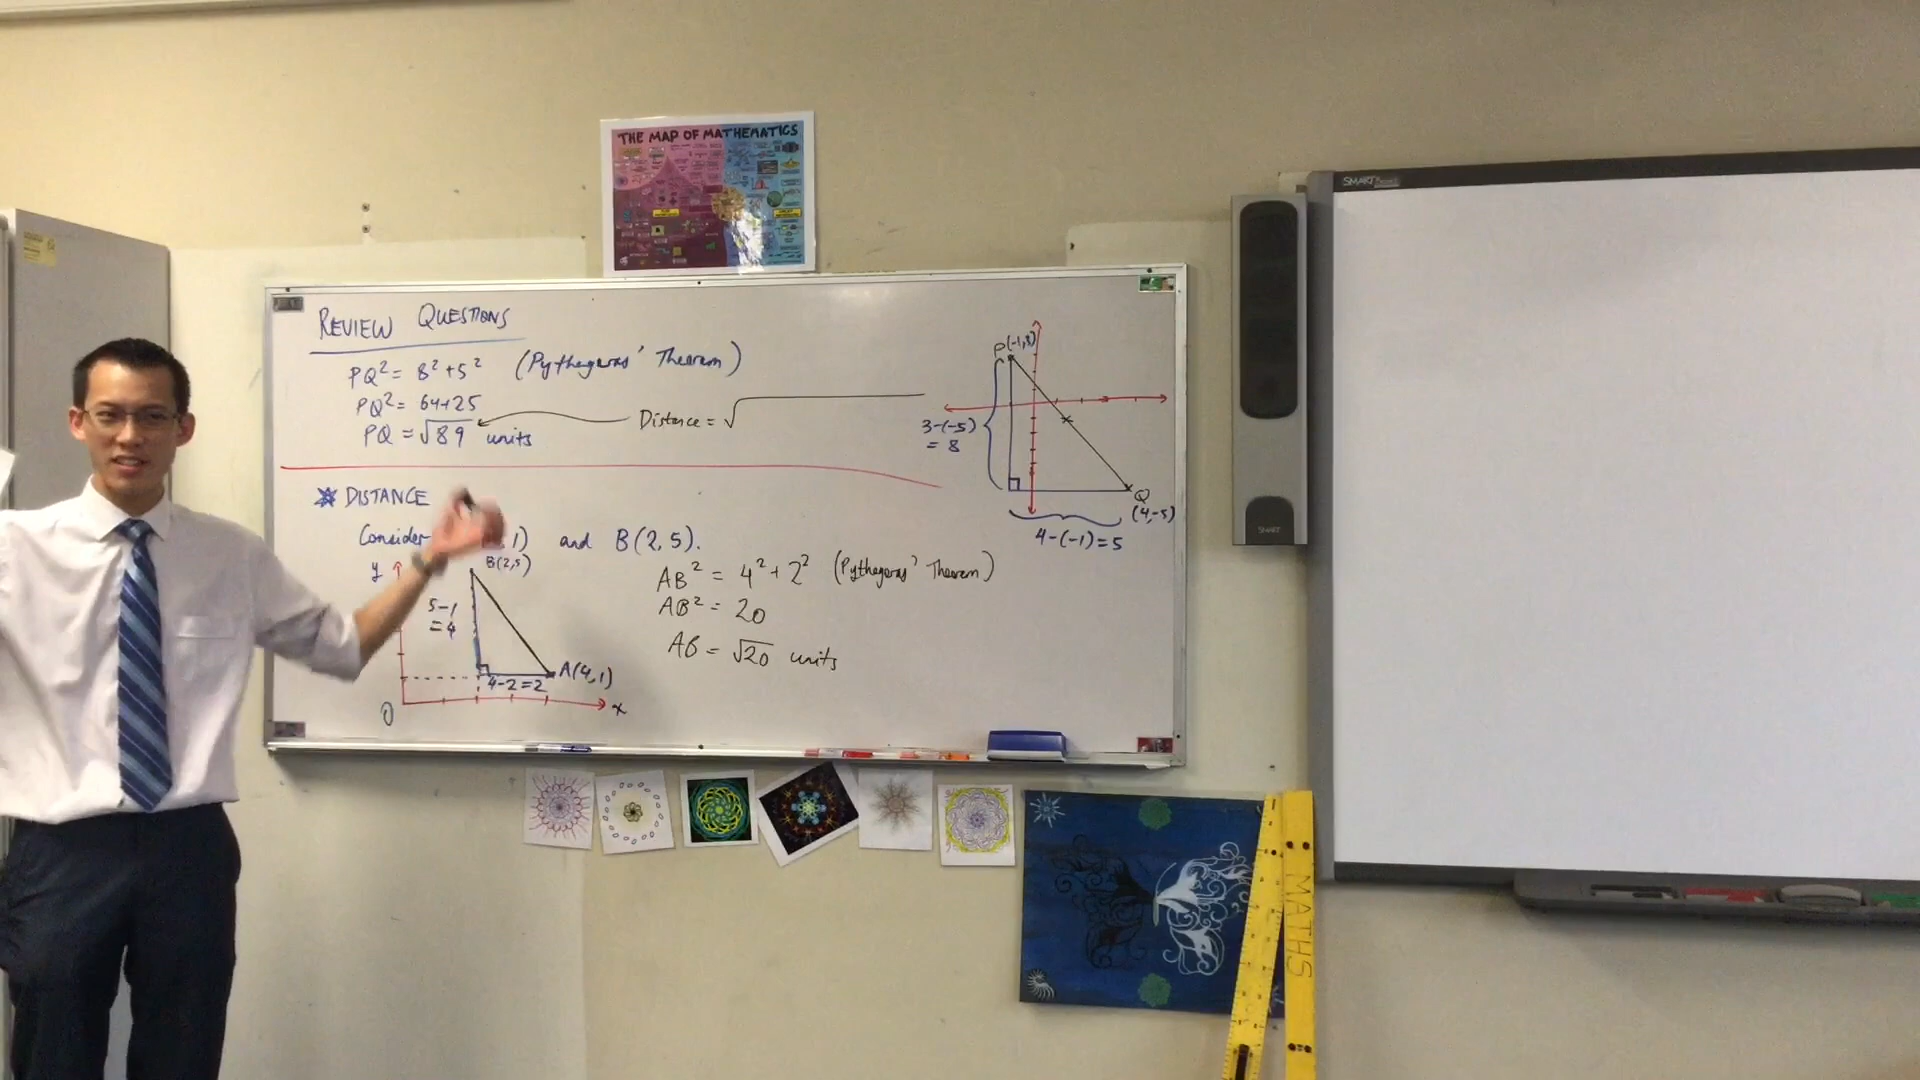 THE MAP OF MATHEMATICS
SMART
REVIEW QUESTIONS
PQ² = 8² + 5² (Pythagoras' Theorem)
PQ² = 64+25
PQ = √89 units
Distance = √
P(-1,3)
3-(-5)
= 8
Q
(4,-5)
4-(-1)=5
DISTANCE
Consider 1) and B(2,5).
y
B(2,5)
5-1
= 4
A(4,1)
4-2=2
O
x
AB² = 4² + 2² (Pythagoras' Theorem)
AB² = 20
AB = √20 units
SMART
MATHS